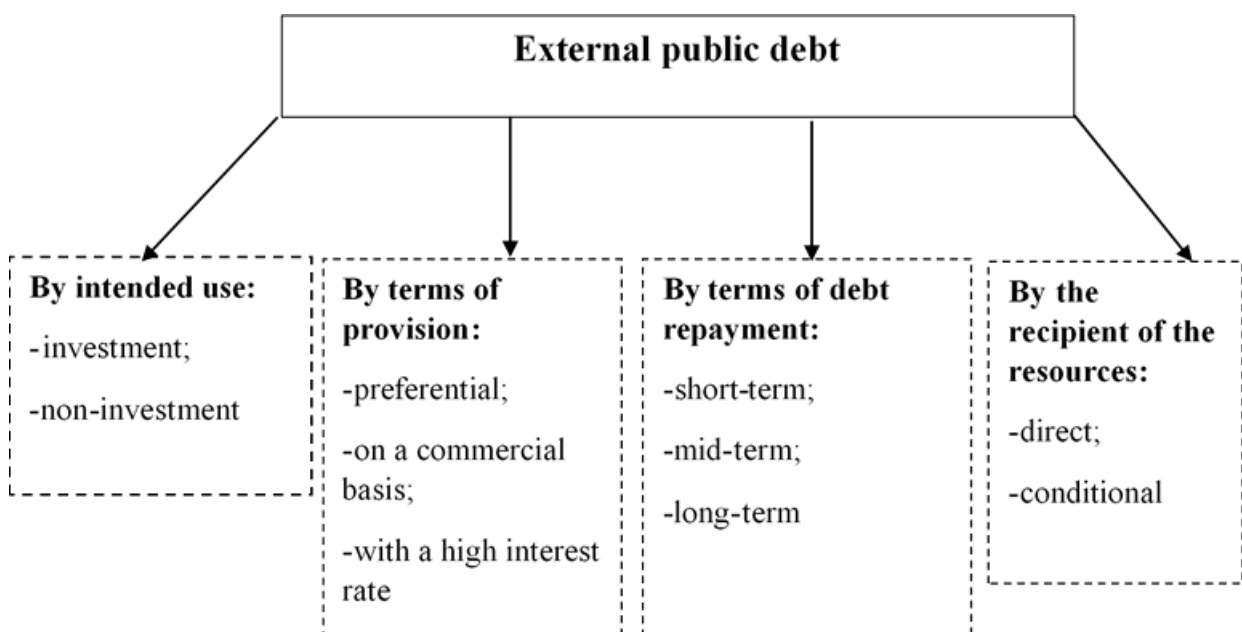 External public debt
By intended use:
-investment;
-non-investment
By terms of
provision:
-preferential;
-on a commercial
basis;
-with a high interest
rate
By terms of debt
repayment:
-short-term;
-mid-term;
-long-term
By the
recipient of the
resources:
-direct;
-conditional